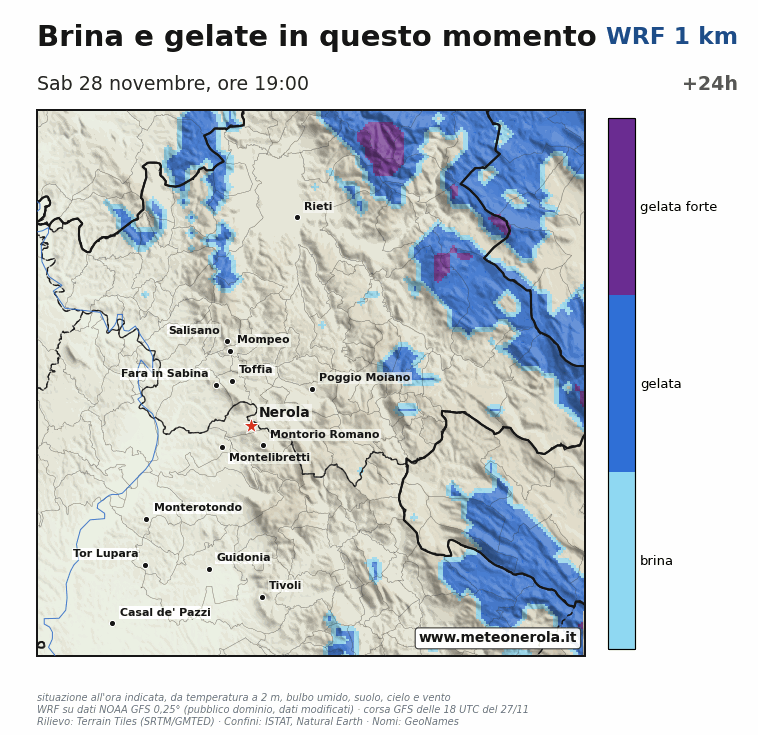 Brina e gelate in questo momento WRF 1 km
Sab 28 novembre, ore 19:00 +24h
Rieti
gelata forte
Salisano
Mompeo
Fara in Sabina
Toffia
Poggio Moiano
gelata
Nerola
Montorio Romano
Montelibretti
Monterotondo
brina
Tor Lupara
Guidonia
Tivoli
Casal de' Pazzi
www.meteonerola.it
situazione all'ora indicata, da temperatura a 2 m, bulbo umido, suolo, cielo e vento
WRF su dati NOAA GFS 0,25° (pubblico dominio, dati modificati) · corsa GFS delle 18 UTC del 27/11
Rilievo: Terrain Tiles (SRTM/GMTED) · Confini: ISTAT, Natural Earth · Nomi: GeoNames